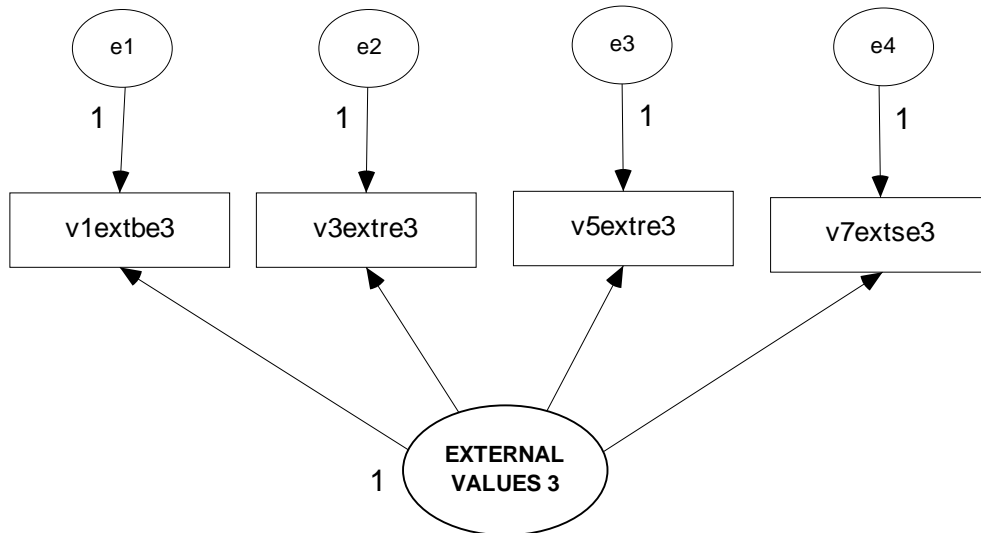 e1
e2
e3
e4
1
1
1
1
v1extbe3
v3extre3
v5extre3
v7extse3
EXTERNAL
VALUES 3
1